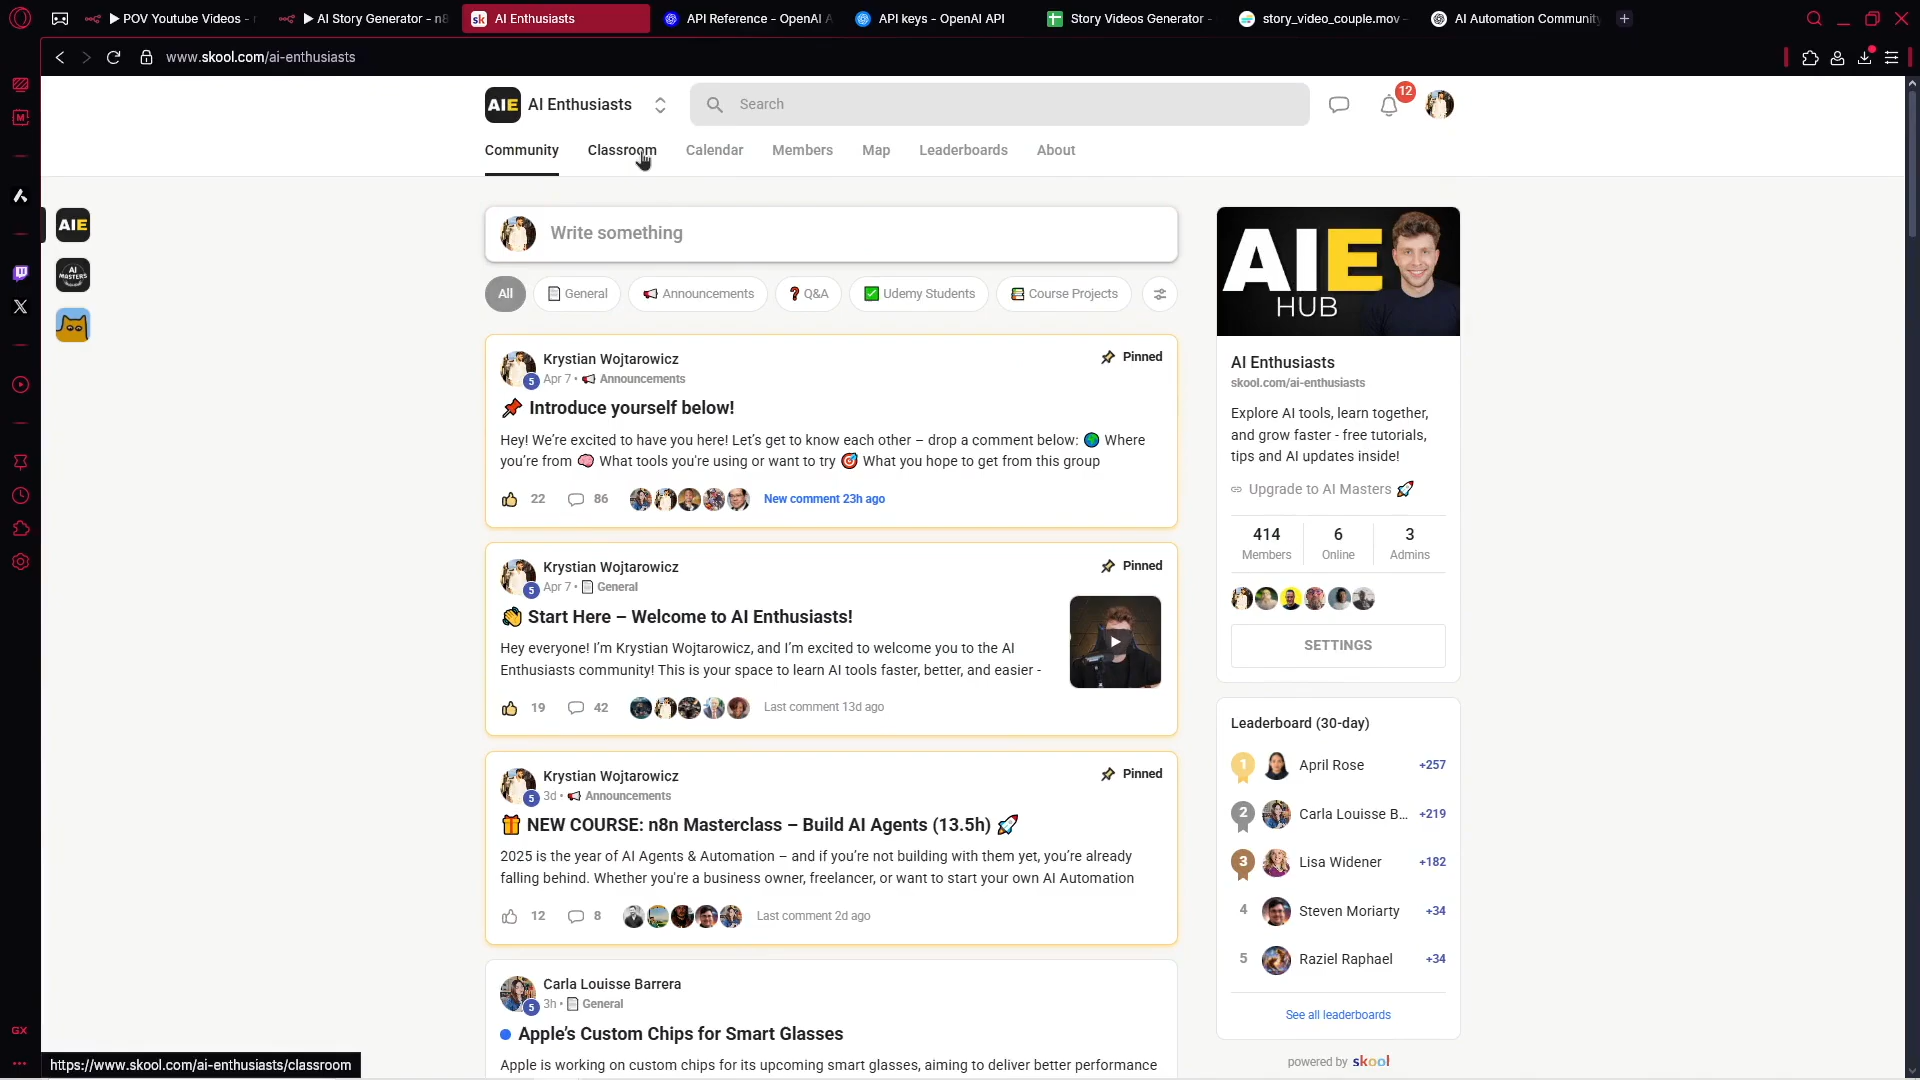 ▶ POV Youtube Videos -
▶ AI Story Generator - n8
sk AI Enthusiasts
API Reference - OpenAI A
API keys - OpenAI API
Story Videos Generator -
story_video_couple.mov -
AI Automation Community
www.skool.com/ai-enthusiasts
AIE AI Enthusiasts
Search
12
Community Classroom Calendar Members Map Leaderboards About
AIE
AI MASTERS
Write something
All General Announcements Q&A Udemy Students Course Projects
Krystian Wojtarowicz
Pinned
5 Apr 7 • 📢 Announcements
📌 Introduce yourself below!
Hey! We’re excited to have you here! Let’s get to know each other – drop a comment below: 🌍 Where
you’re from 🧠 What tools you're using or want to try 🎯 What you hope to get from this group
22 86 New comment 23h ago
Krystian Wojtarowicz
Pinned
5 Apr 7 • General
👋 Start Here – Welcome to AI Enthusiasts!
Hey everyone! I’m Krystian Wojtarowicz, and I’m excited to welcome you to the AI
Enthusiasts community! This is your space to learn AI tools faster, better, and easier -
19 42 Last comment 13d ago
Krystian Wojtarowicz
Pinned
5 3d • 📢 Announcements
🎁 NEW COURSE: n8n Masterclass – Build AI Agents (13.5h) 🚀
2025 is the year of AI Agents & Automation – and if you’re not building with them yet, you’re already
falling behind. Whether you're a business owner, freelancer, or want to start your own AI Automation
12 8 Last comment 2d ago
Carla Louisse Barrera
5 3h • General
Apple’s Custom Chips for Smart Glasses
Apple is working on custom chips for its upcoming smart glasses, aiming to deliver better performance
AIE
HUB
AI Enthusiasts
skool.com/ai-enthusiasts
Explore AI tools, learn together,
and grow faster - free tutorials,
tips and AI updates inside!
Upgrade to AI Masters 🚀
414 6 3
Members Online Admins
SETTINGS
Leaderboard (30-day)
1 April Rose +257
2 Carla Louisse B... +219
3 Lisa Widener +182
4 Steven Moriarty +34
5 Raziel Raphael +34
See all leaderboards
powered by skool
GX
https://www.skool.com/ai-enthusiasts/classroom